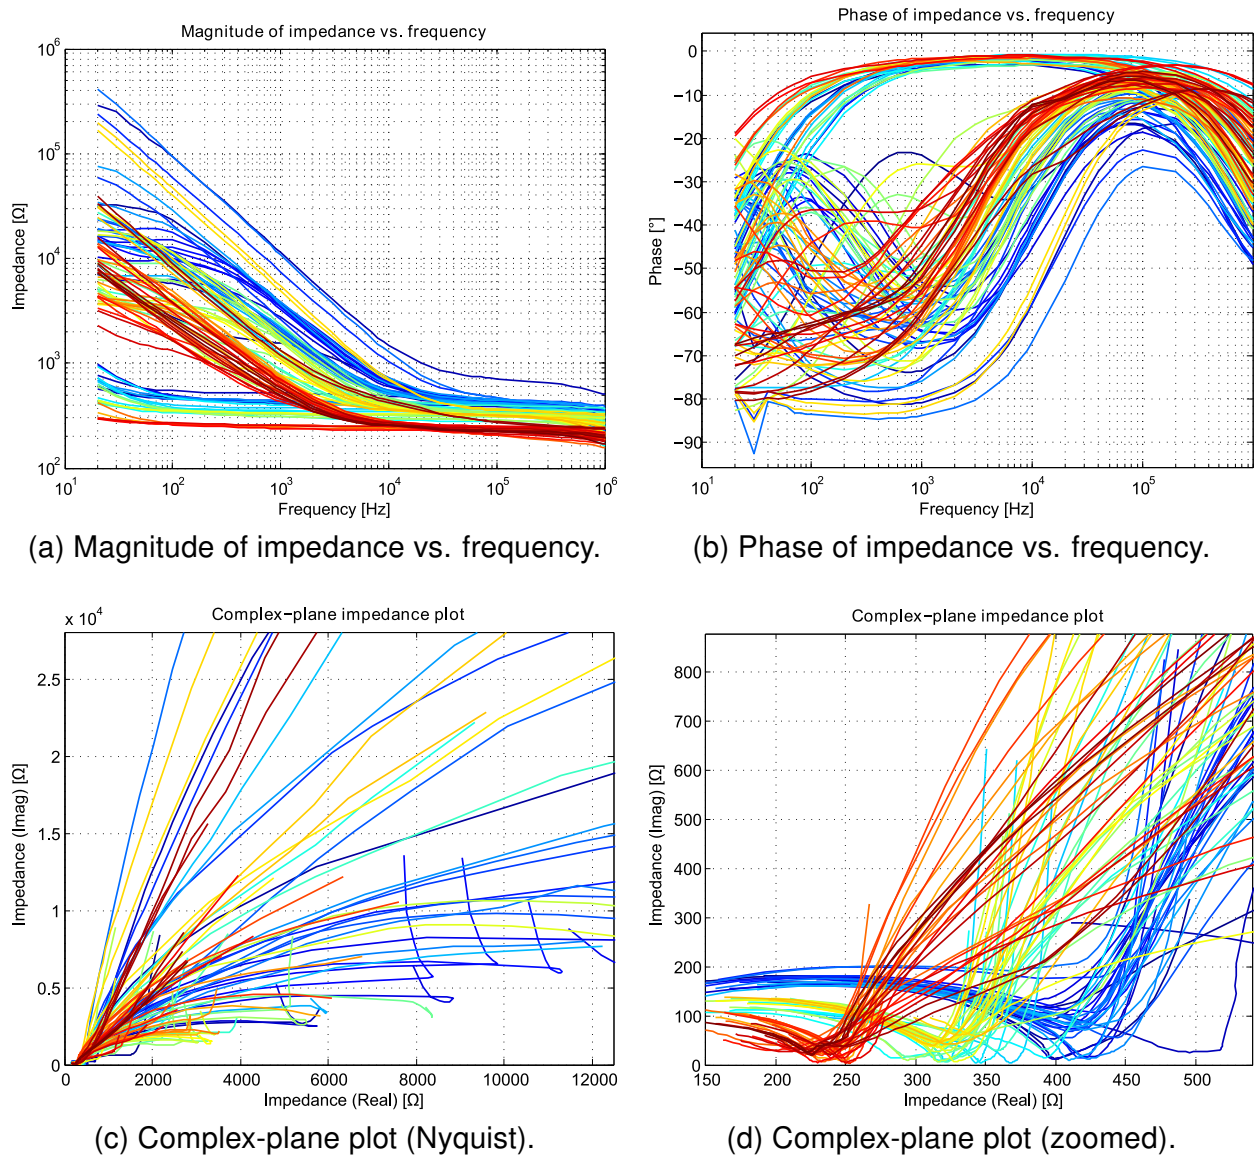 Magnitude of impedance vs. frequency
10^6
10^5
10^4
10^3
10^2
Impedance [Ω]
10^1 10^2 10^3 10^4 10^5 10^6
Frequency [Hz]
(a) Magnitude of impedance vs. frequency.
Phase of impedance vs. frequency
0
−10
−20
−30
−40
−50
−60
−70
−80
−90
Phase [°]
10^1 10^2 10^3 10^4 10^5
Frequency [Hz]
(b) Phase of impedance vs. frequency.
x 10^4
Complex−plane impedance plot
2.5
2
1.5
1
0.5
0
Impedance (Imag) [Ω]
0 2000 4000 6000 8000 10000 12000
Impedance (Real) [Ω]
(c) Complex-plane plot (Nyquist).
Complex−plane impedance plot
800
700
600
500
400
300
200
100
0
Impedance (Imag) [Ω]
150 200 250 300 350 400 450 500
Impedance (Real) [Ω]
(d) Complex-plane plot (zoomed).